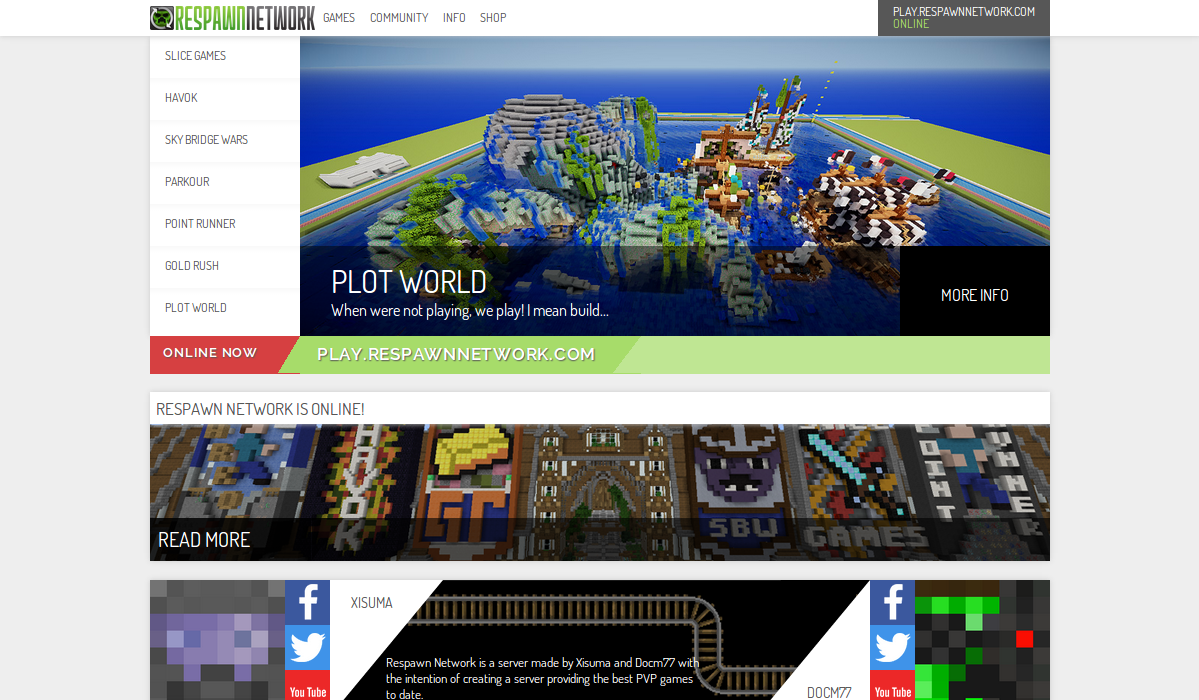 RESPAWNNETWORK
GAMES COMMUNITY INFO SHOP
PLAY.RESPAWNNETWORK.COM
ONLINE
SLICE GAMES
HAVOK
SKY BRIDGE WARS
PARKOUR
POINT RUNNER
GOLD RUSH
PLOT WORLD
PLOT WORLD
When were not playing, we play! I mean build...
MORE INFO
ONLINE NOW
PLAY.RESPAWNNETWORK.COM
RESPAWN NETWORK IS ONLINE!
SBW
GAMES
READ MORE
XISUMA
Respawn Network is a server made by Xisuma and Docm77 with
the intention of creating a server providing the best PVP games
to date.
You Tube
DOCM77
You Tube